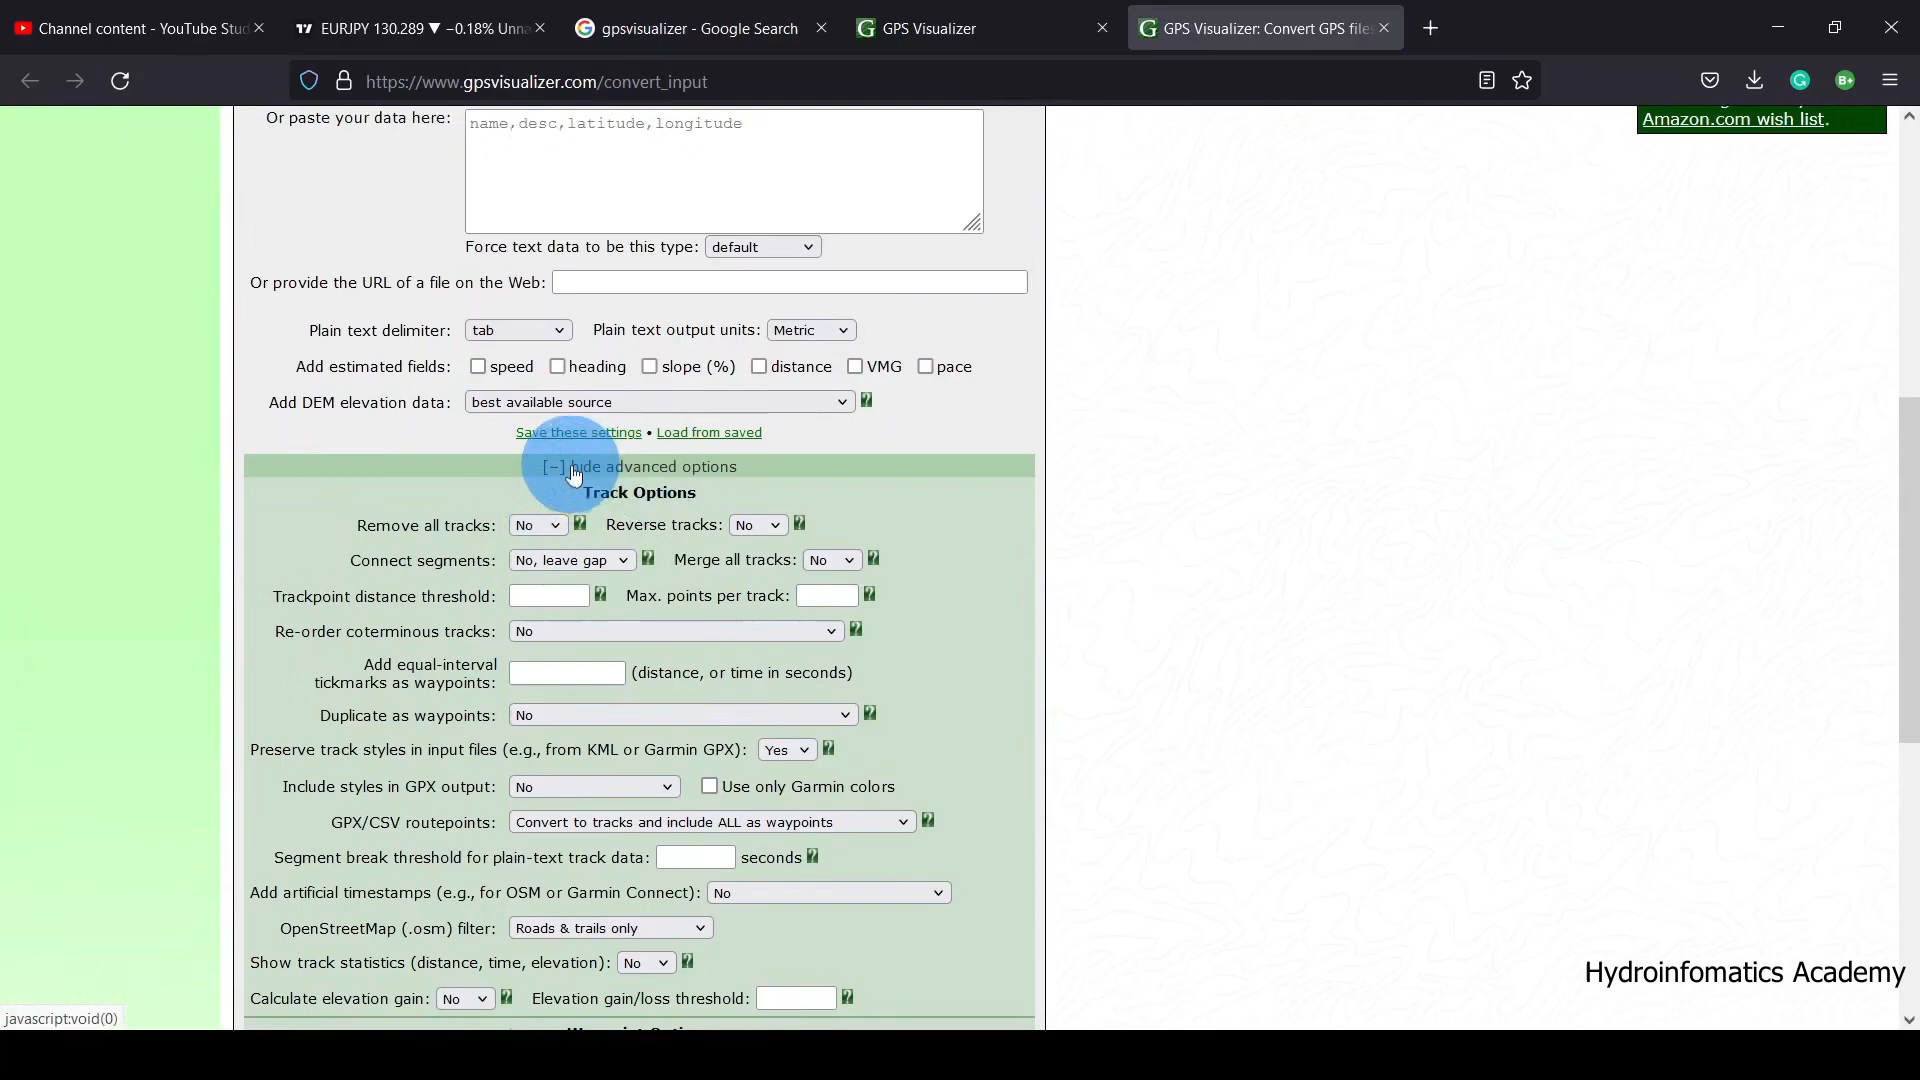 Channel content - YouTube Stud
EURJPY 130.289 ▼ −0.18% Unna
gpsvisualizer - Google Search
GPS Visualizer
GPS Visualizer: Convert GPS files
https://www.gpsvisualizer.com/convert_input
Amazon.com wish list.
Or paste your data here: name,desc,latitude,longitude
Force text data to be this type: default
Or provide the URL of a file on the Web:
Plain text delimiter: tab Plain text output units: Metric
Add estimated fields: speed heading slope (%) distance VMG pace
Add DEM elevation data: best available source
Save these settings • Load from saved
[−] hide advanced options
Track Options
Remove all tracks: No Reverse tracks: No
Connect segments: No, leave gap Merge all tracks: No
Trackpoint distance threshold: Max. points per track:
Re-order coterminous tracks: No
Add equal-interval
tickmarks as waypoints: (distance, or time in seconds)
Duplicate as waypoints: No
Preserve track styles in input files (e.g., from KML or Garmin GPX): Yes
Include styles in GPX output: No Use only Garmin colors
GPX/CSV routepoints: Convert to tracks and include ALL as waypoints
Segment break threshold for plain-text track data: seconds
Add artificial timestamps (e.g., for OSM or Garmin Connect): No
OpenStreetMap (.osm) filter: Roads & trails only
Show track statistics (distance, time, elevation): No
Calculate elevation gain: No Elevation gain/loss threshold:
Hydroinfomatics Academy
javascript:void(0)